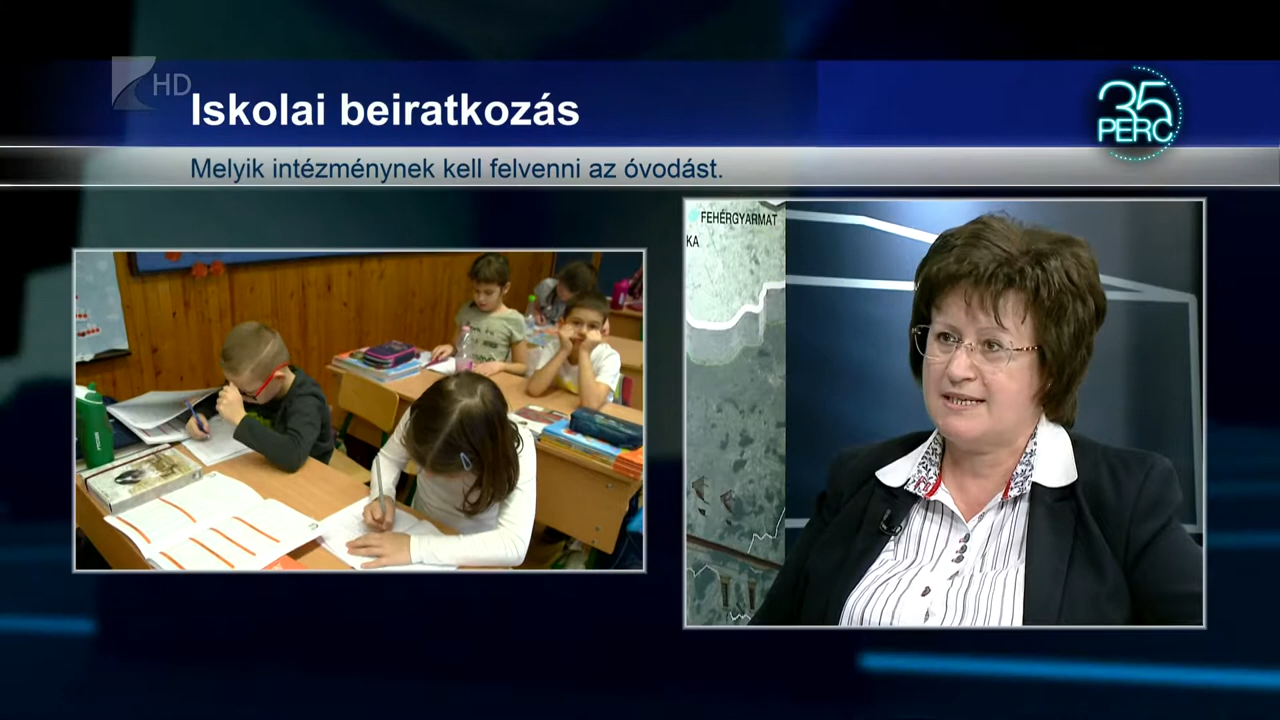 HD
Iskolai beiratkozás
35
PERC
Melyik intézménynek kell felvenni az óvodást.
FEHÉRGYARMAT
KA